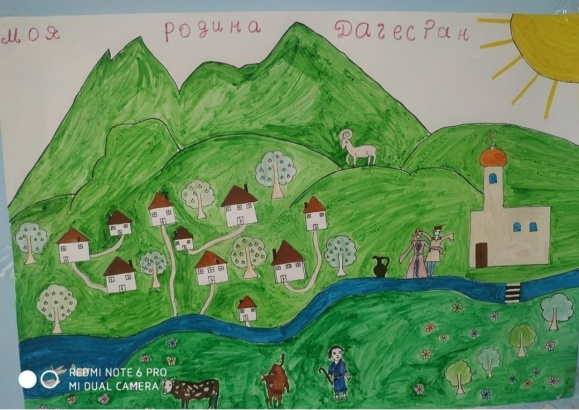 Моя Родина Дагестан
REDMI NOTE 6 PRO
MI DUAL CAMERA